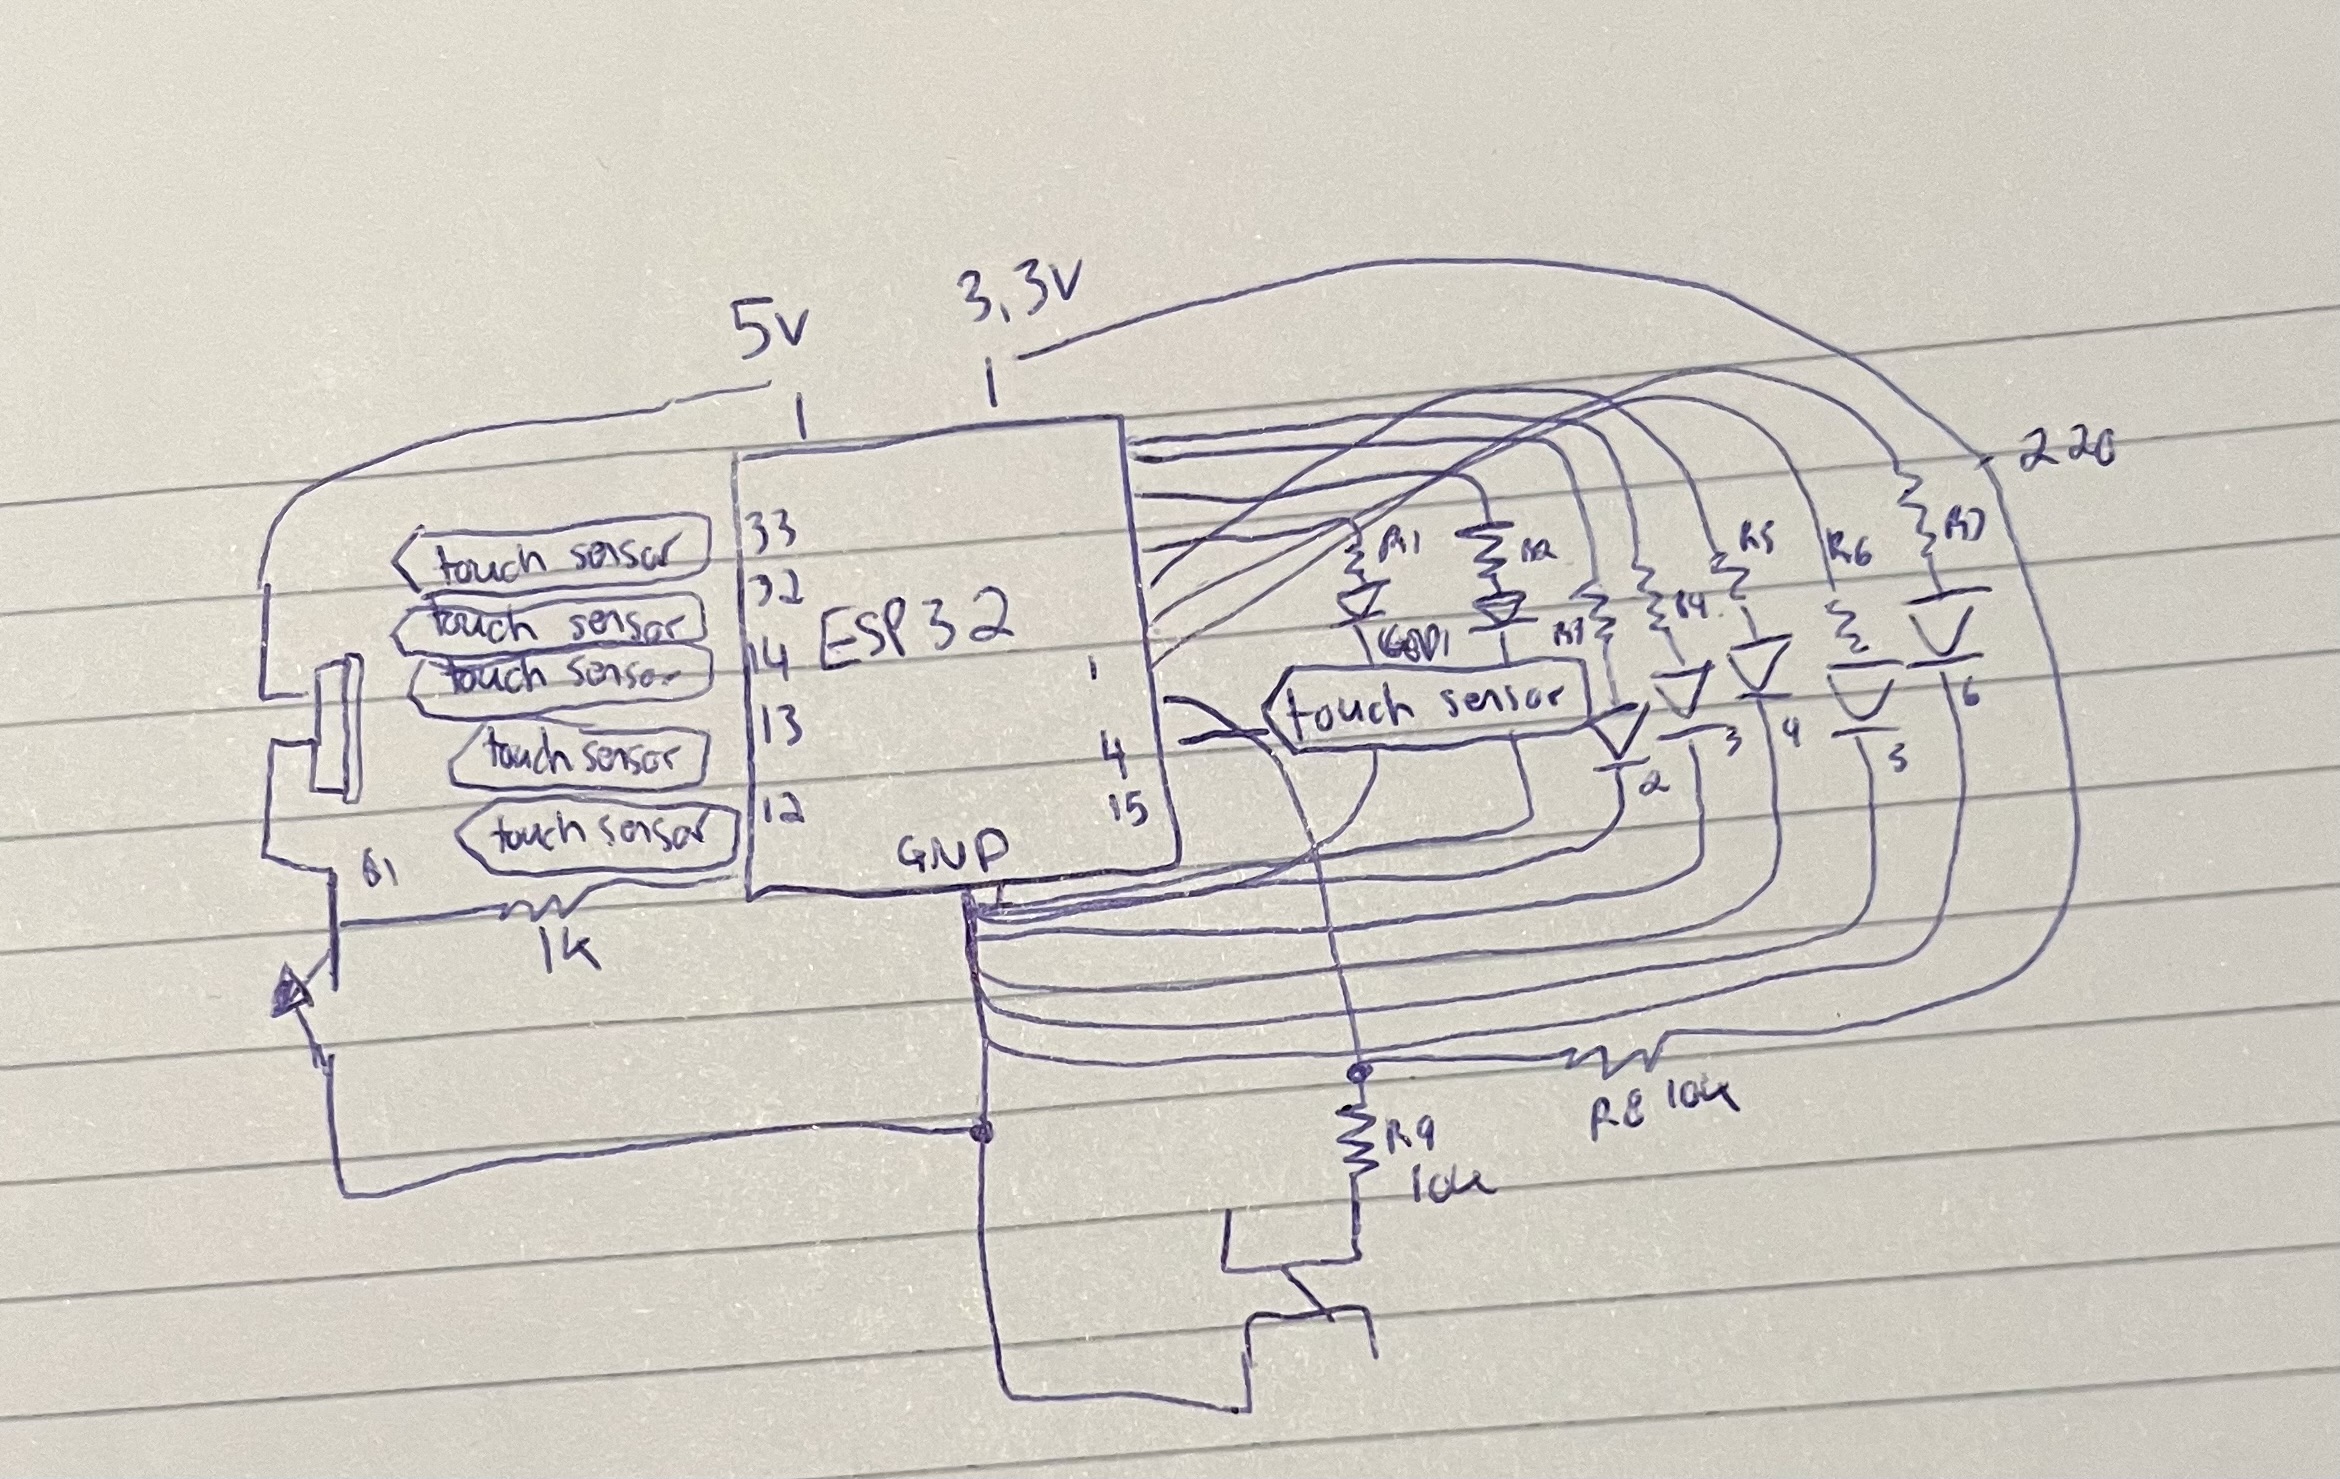 5v
3,3v
220
33
touch sensor
32
touch sensor
ESP32
14
touch sensor
13
touch sensor
12
touch sensor
1
4
15
GND
R1
R2
R3
R4
R5
R6
R7
touch sensor
2
3
4
5
6
Q1
1K
R8 10k
R9
10k